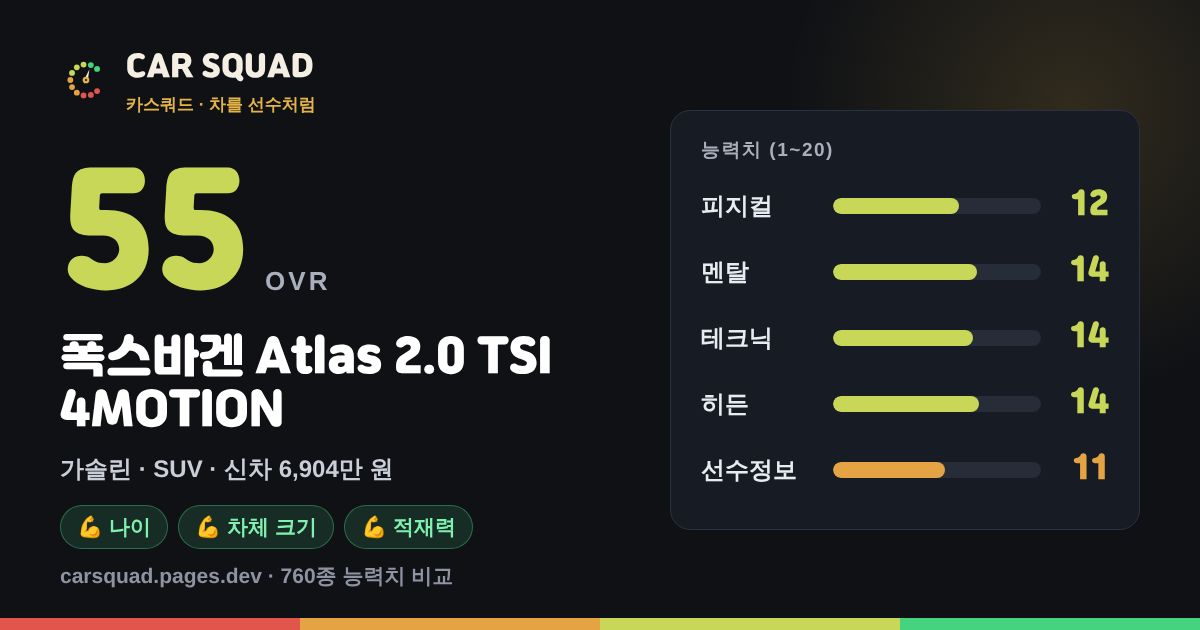 CAR SQUAD
카스쿼드 · 차를 선수처럼
55 OVR
폭스바겐 Atlas 2.0 TSI
4MOTION
가솔린 · SUV · 신차 6,904만 원
💪 나이 💪 차체 크기 💪 적재력
carsquad.pages.dev · 760종 능력치 비교
능력치 (1~20)
피지컬 12
멘탈 14
테크닉 14
히든 14
선수정보 11